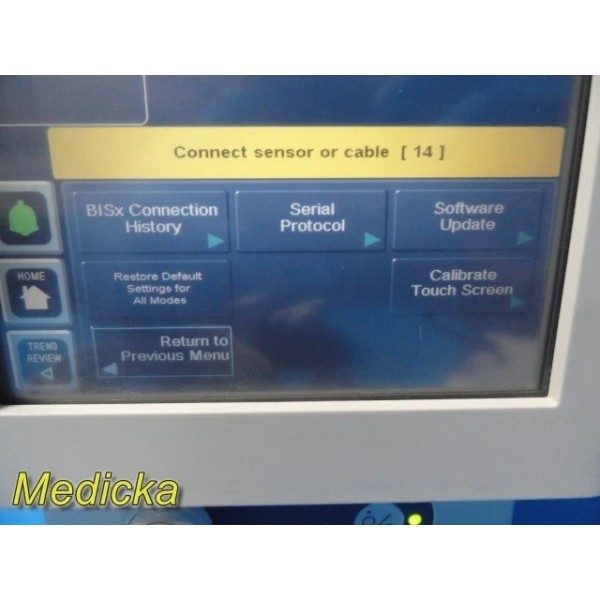 Connect sensor or cable [ 14 ]
BISx Connection
History
Serial
Protocol
Software
Update
HOME
Restore Default
Settings for
All Modes
Calibrate
Touch Screen
TREND
REVIEW
Return to
Previous Menu
Medicka